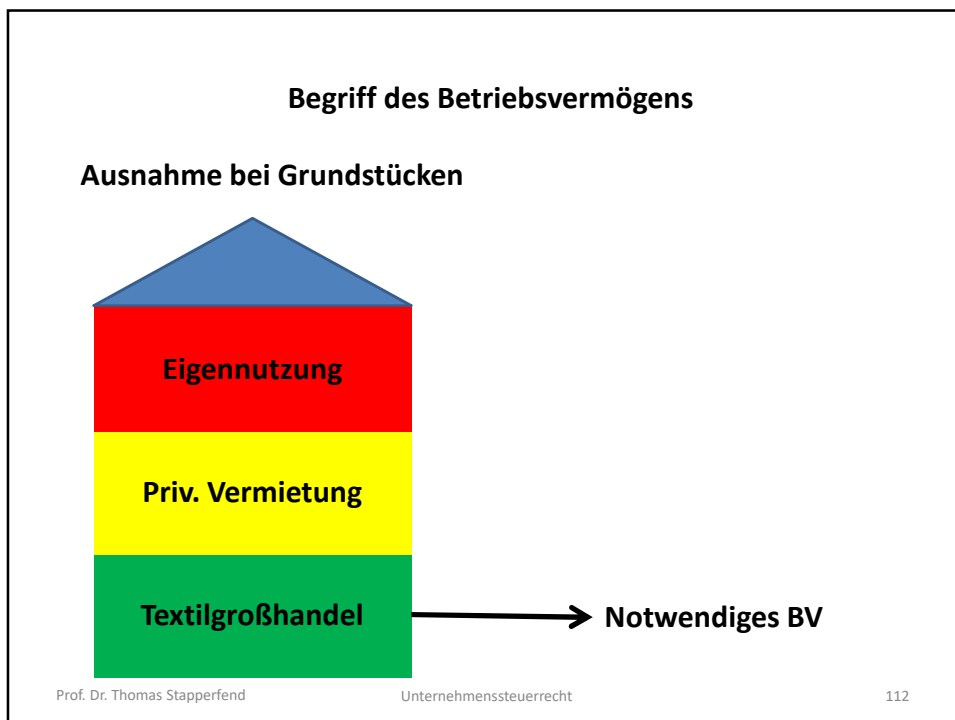 Begriff des Betriebsvermögens
Ausnahme bei Grundstücken
Eigennutzung
Priv. Vermietung
Textilgroßhandel
Notwendiges BV
Prof. Dr. Thomas Stapperfend
Unternehmenssteuerrecht
112